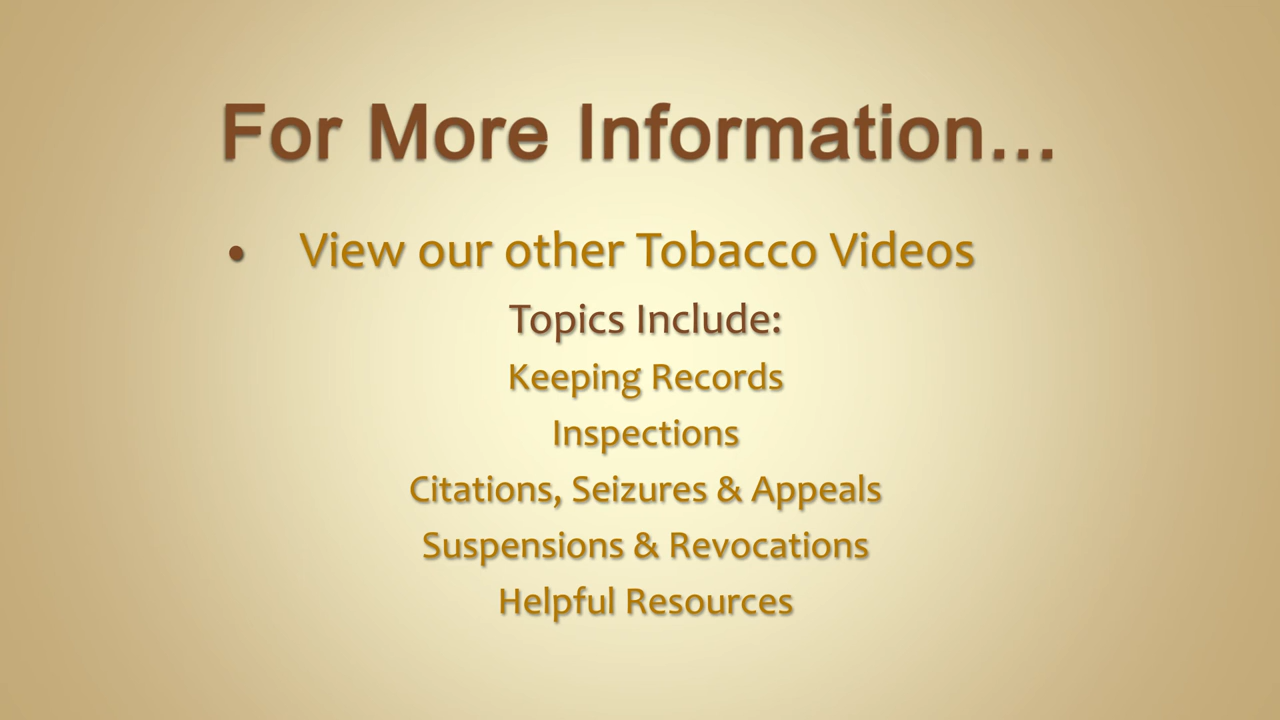 For More Information...
• View our other Tobacco Videos
Topics Include:
Keeping Records
Inspections
Citations, Seizures & Appeals
Suspensions & Revocations
Helpful Resources